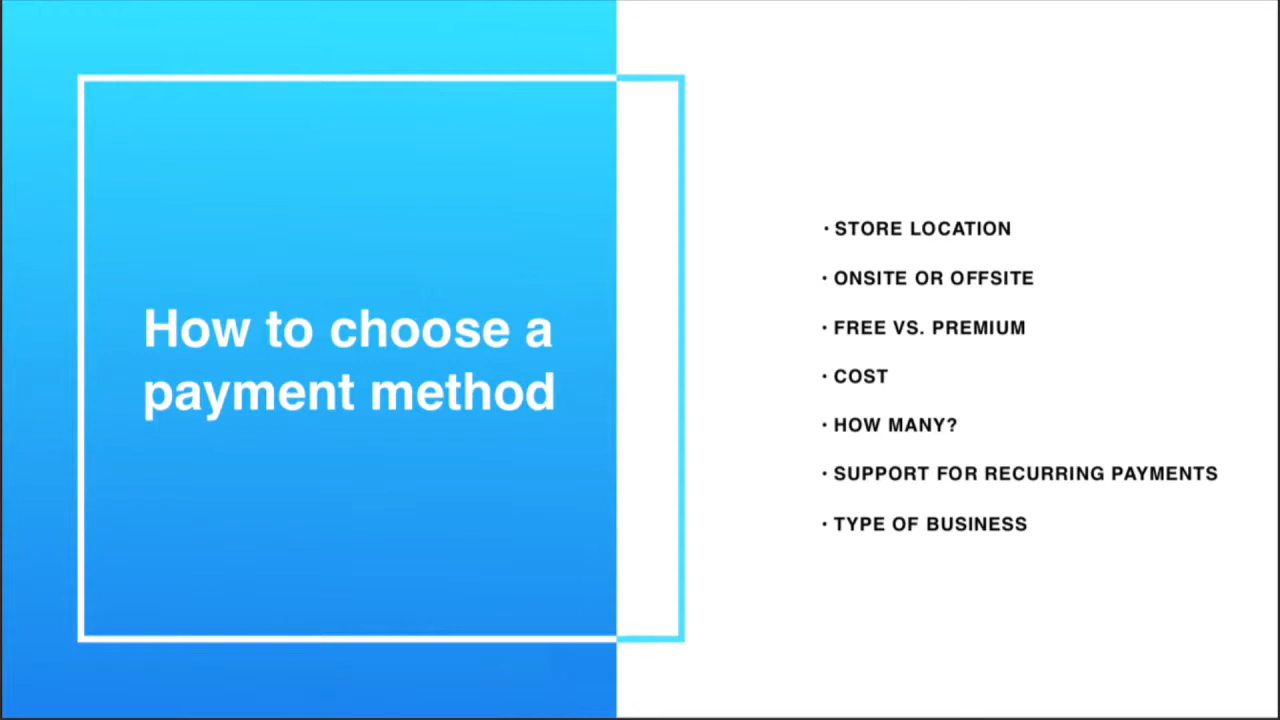 How to choose a
payment method
· STORE LOCATION
· ONSITE OR OFFSITE
· FREE VS. PREMIUM
· COST
· HOW MANY?
· SUPPORT FOR RECURRING PAYMENTS
· TYPE OF BUSINESS